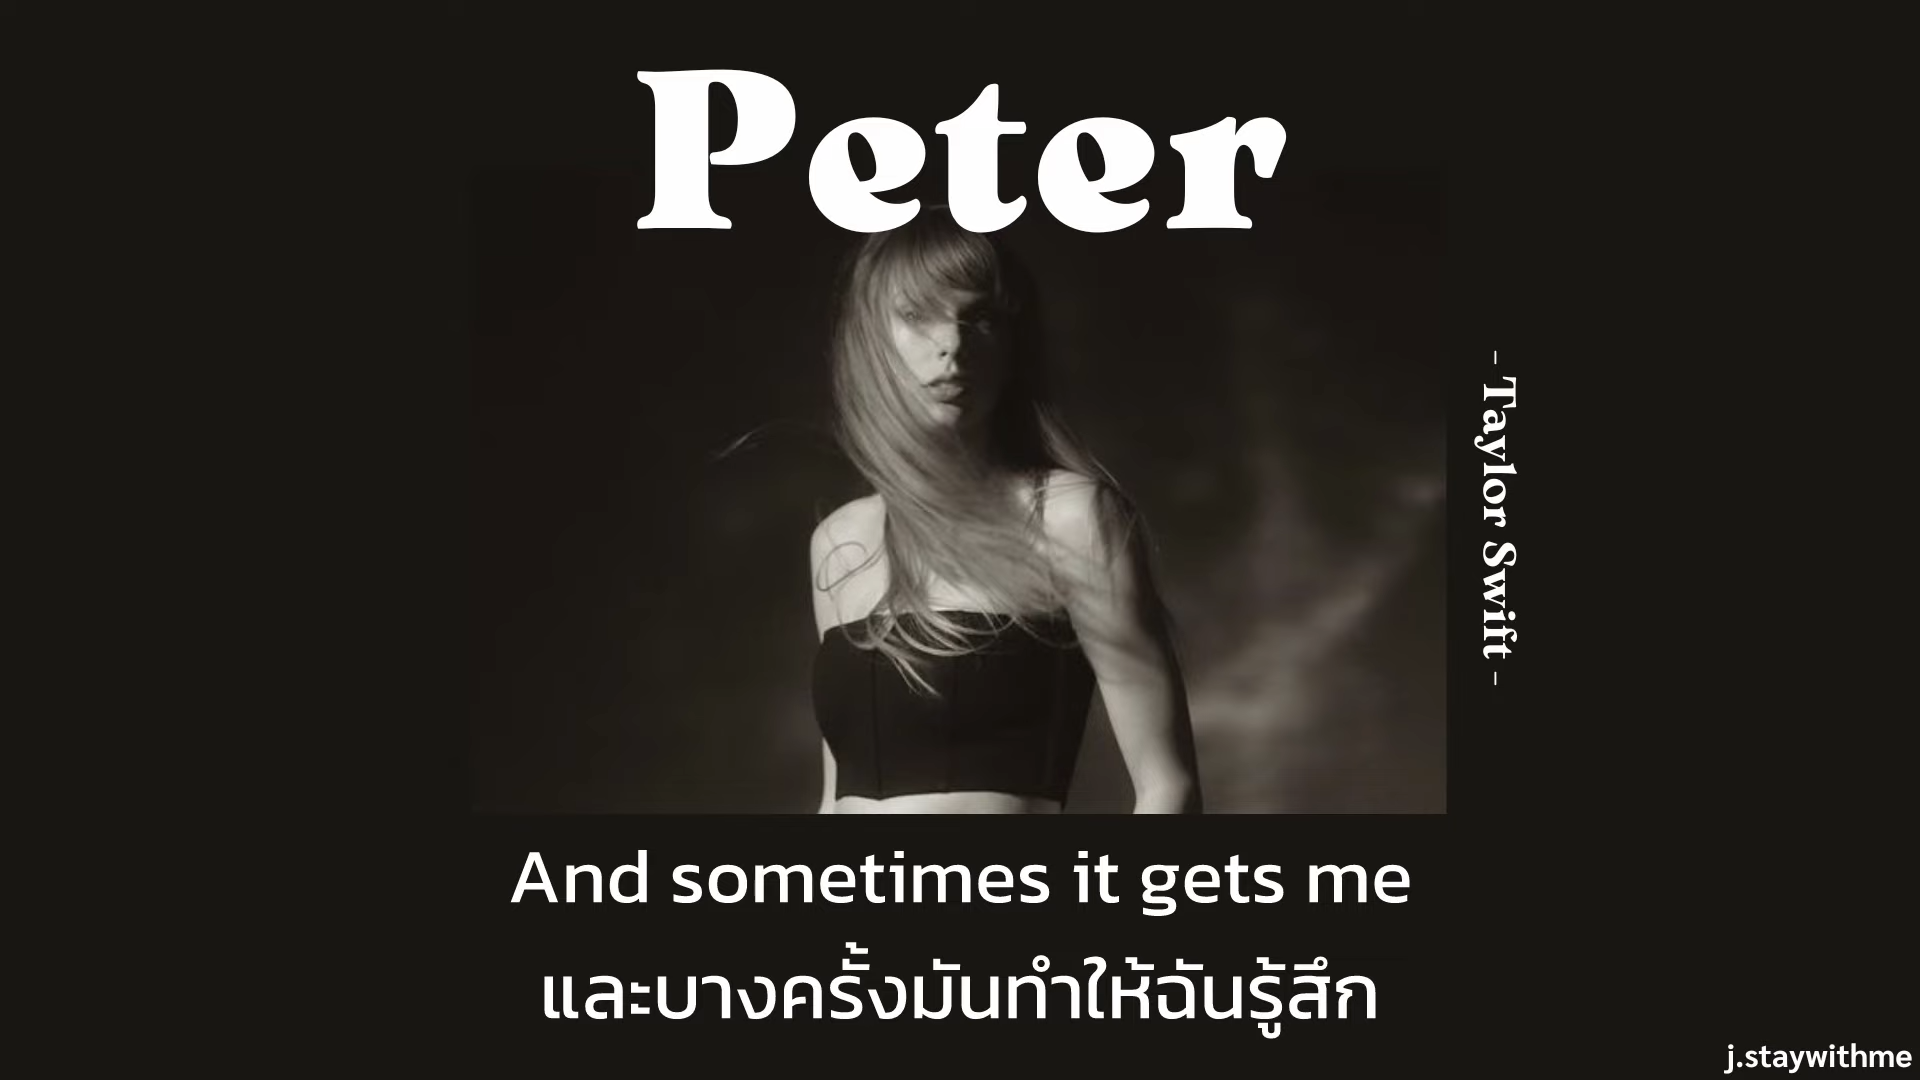 Peter
– Taylor Swift –
And sometimes it gets me
และบางครั้งมันทำให้ฉันรู้สึก
j.staywithme